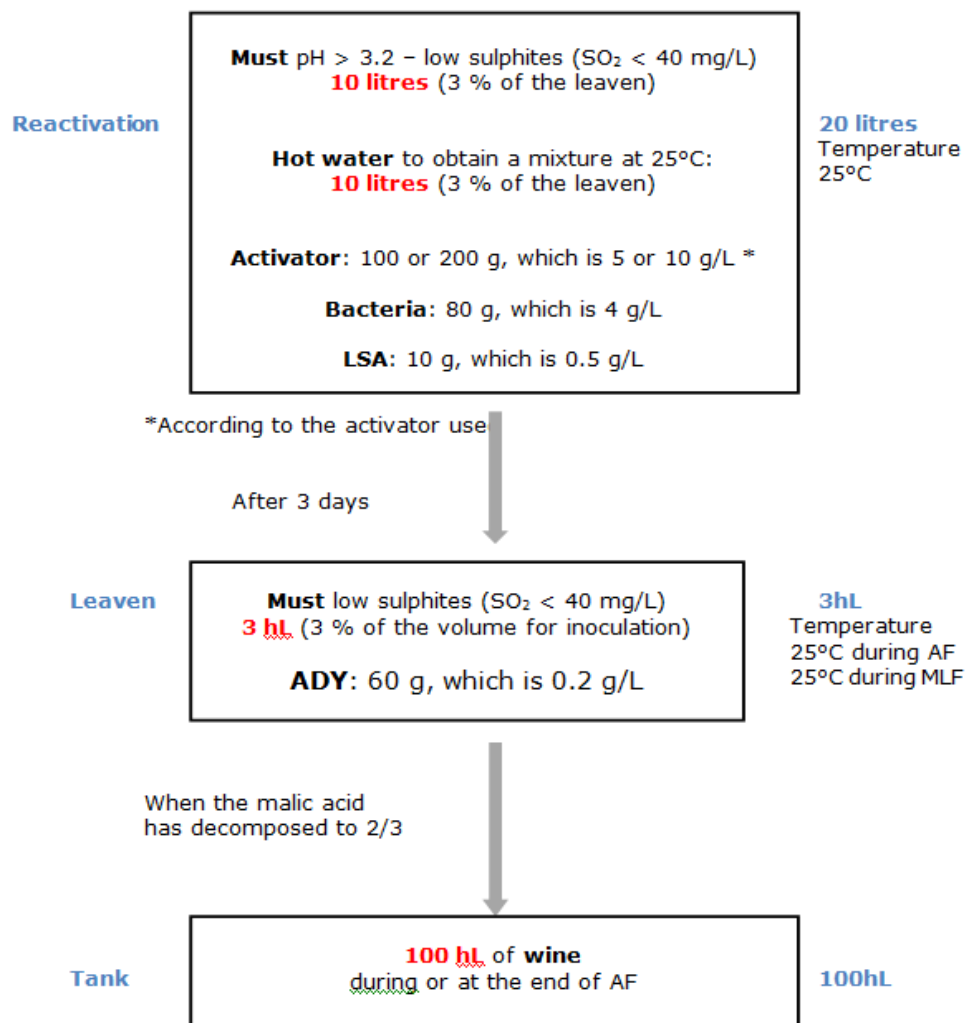 Must pH > 3.2 – low sulphites (SO₂ < 40 mg/L)
10 litres (3 % of the leaven)
Reactivation
20 litres
Temperature
25°C
Hot water to obtain a mixture at 25°C:
10 litres (3 % of the leaven)
Activator: 100 or 200 g, which is 5 or 10 g/L *
Bacteria: 80 g, which is 4 g/L
LSA: 10 g, which is 0.5 g/L
*According to the activator use
After 3 days
Leaven
Must low sulphites (SO₂ < 40 mg/L)
3 hL (3 % of the volume for inoculation)
ADY: 60 g, which is 0.2 g/L
3hL
Temperature
25°C during AF
25°C during MLF
When the malic acid
has decomposed to 2/3
Tank
100 hL of wine
during or at the end of AF
100hL